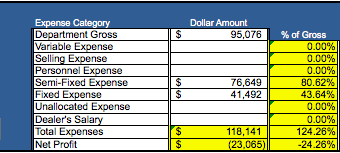 Expense Category Dollar Amount
Department Gross $ 95,076 % of Gross
Variable Expense 0.00%
Selling Expense 0.00%
Personnel Expense 0.00%
Semi-Fixed Expense $ 76,649 80.62%
Fixed Expense $ 41,492 43.64%
Unallocated Expense 0.00%
Dealer's Salary 0.00%
Total Expenses $ 118,141 124.26%
Net Profit $ (23,065) -24.26%